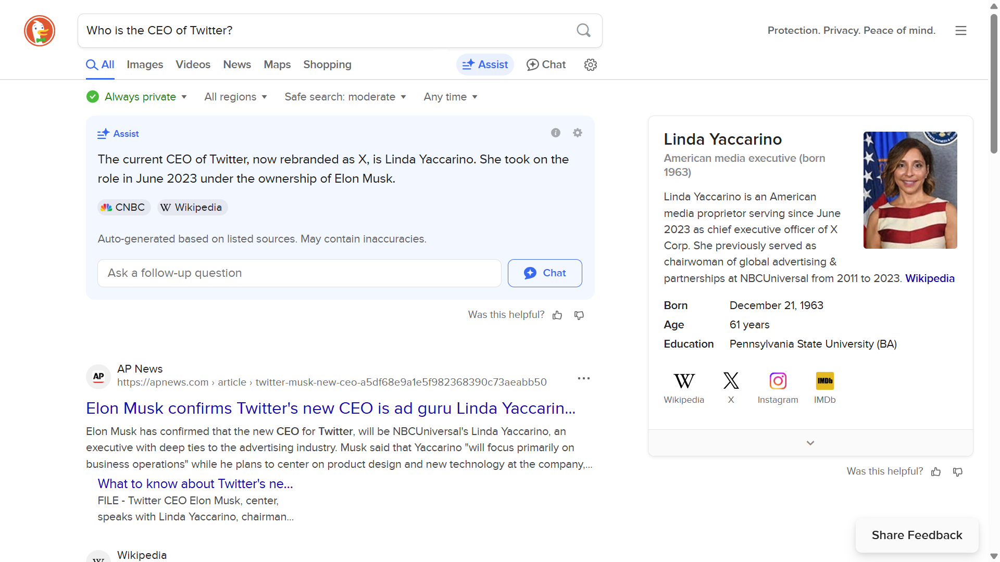 Who is the CEO of Twitter?
Protection. Privacy. Peace of mind.
All
Images
Videos
News
Maps
Shopping
Assist
Chat
Always private
All regions
Safe search: moderate
Any time
Assist
The current CEO of Twitter, now rebranded as X, is Linda Yaccarino. She took on the
role in June 2023 under the ownership of Elon Musk.
CNBC
W Wikipedia
Auto-generated based on listed sources. May contain inaccuracies.
Ask a follow-up question
Chat
Was this helpful?
AP
AP News
https://apnews.com › article › twitter-musk-new-ceo-a5df68e9a1e5f982368390c73aeabb50
Elon Musk confirms Twitter's new CEO is ad guru Linda Yaccarin...
Elon Musk has confirmed that the new CEO for Twitter, will be NBCUniversal's Linda Yaccarino, an
executive with deep ties to the advertising industry. Musk said that Yaccarino "will focus primarily on
business operations" while he plans to center on product design and new technology at the company,...
What to know about Twitter's ne...
FILE - Twitter CEO Elon Musk, center,
speaks with Linda Yaccarino, chairman...
W
Wikipedia
Linda Yaccarino
American media executive (born
1963)
Linda Yaccarino is an American
media proprietor serving since June
2023 as chief executive officer of X
Corp. She previously served as
chairwoman of global advertising &
partnerships at NBCUniversal from 2011 to 2023. Wikipedia
Born December 21, 1963
Age 61 years
Education Pennsylvania State University (BA)
W
IMDb
Wikipedia
X
Instagram
IMDb
Was this helpful?
Share Feedback